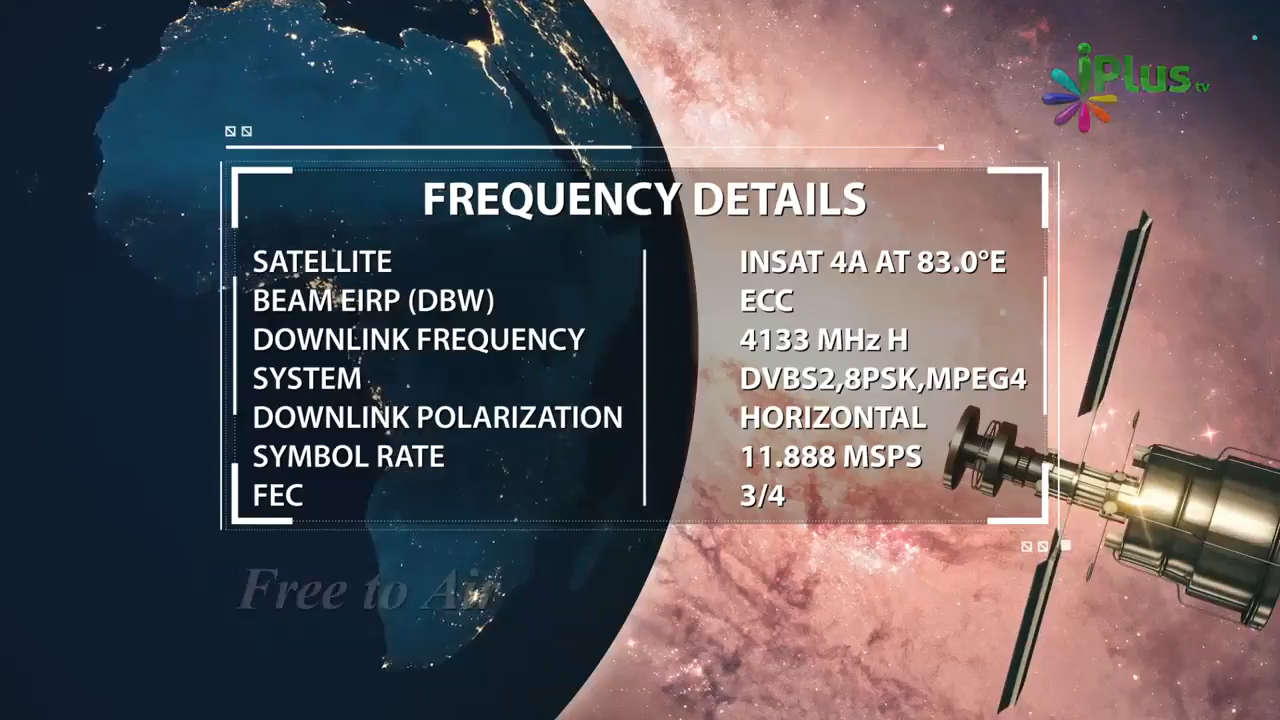 iPlus tv
FREQUENCY DETAILS
SATELLITE INSAT 4A AT 83.0°E
BEAM EIRP (DBW) ECC
DOWNLINK FREQUENCY 4133 MHz H
SYSTEM DVBS2,8PSK,MPEG4
DOWNLINK POLARIZATION HORIZONTAL
SYMBOL RATE 11.888 MSPS
FEC 3/4
Free to Air